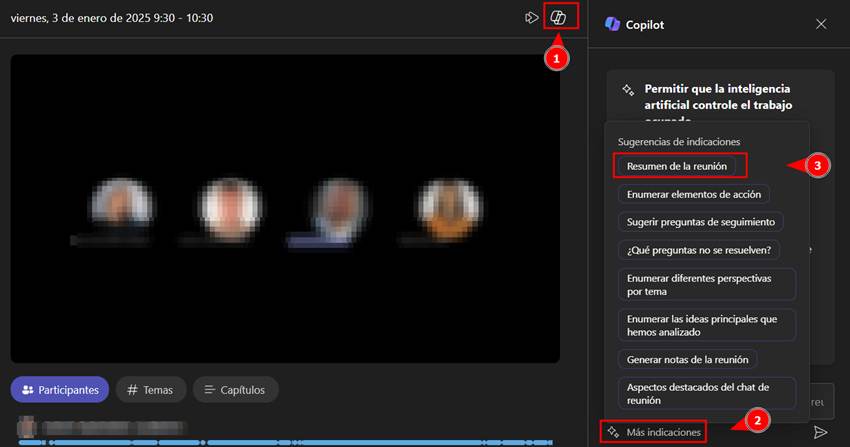 viernes, 3 de enero de 2025 9:30 - 10:30
1
Participantes
Temas
Capítulos
Copilot
Permitir que la inteligencia
artificial controle el trabajo
Sugerencias de indicaciones
Resumen de la reunión
3
Enumerar elementos de acción
Sugerir preguntas de seguimiento
¿Qué preguntas no se resuelven?
Enumerar diferentes perspectivas
por tema
Enumerar las ideas principales que
hemos analizado
Generar notas de la reunión
Aspectos destacados del chat de
reunión
2
Más indicaciones